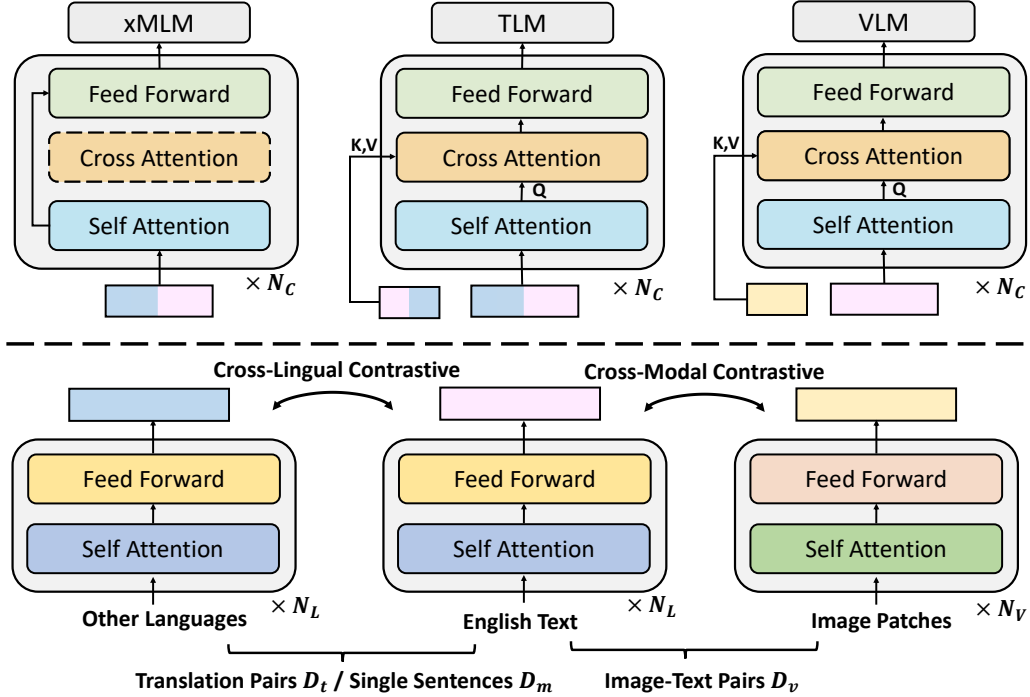 xMLM
Feed Forward
Cross Attention
Self Attention
× N_C
TLM
Feed Forward
K,V
Cross Attention
Q
Self Attention
× N_C
VLM
Feed Forward
K,V
Cross Attention
Q
Self Attention
× N_C
Cross-Lingual Contrastive
Cross-Modal Contrastive
Feed Forward
Self Attention
× N_L
Other Languages
Feed Forward
Self Attention
× N_L
English Text
Feed Forward
Self Attention
× N_V
Image Patches
Translation Pairs D_t / Single Sentences D_m
Image-Text Pairs D_v